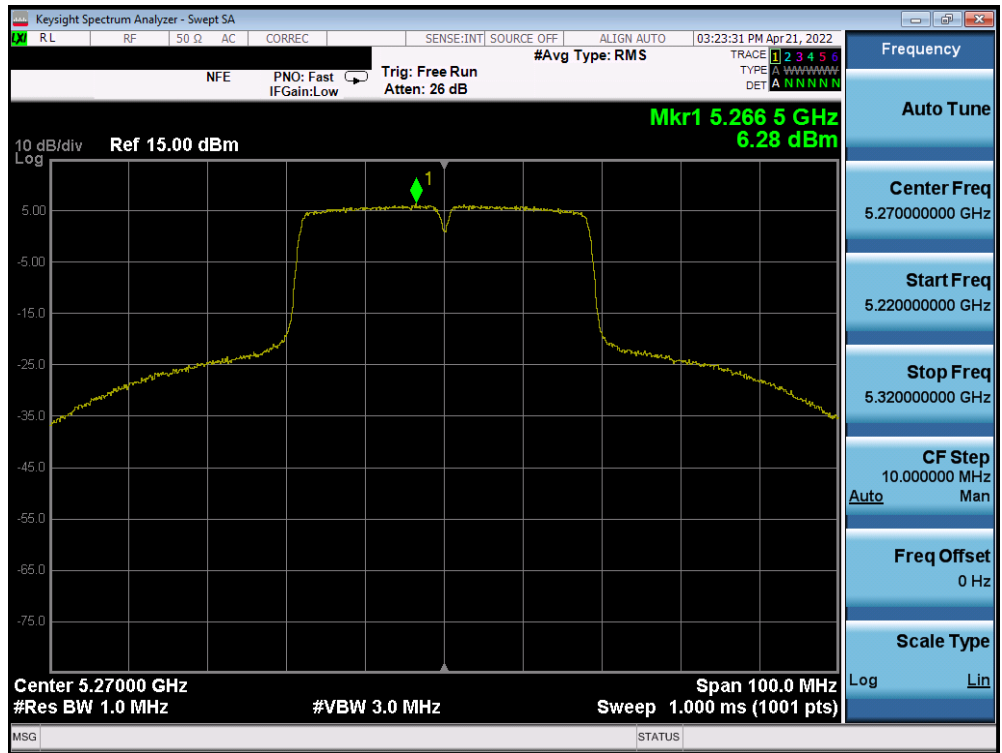 Keysight Spectrum Analyzer - Swept SA
LXI RL RF 50 Ω AC CORREC SENSE:INT SOURCE OFF ALIGN AUTO 03:23:31 PM Apr 21, 2022
#Avg Type: RMS
TRACE 1 2 3 4 5 6
TYPE A WWWWW
DET A N N N N N
NFE
PNO: Fast
IFGain:Low
Trig: Free Run
Atten: 26 dB
Mkr1 5.266 5 GHz
6.28 dBm
10 dB/div
Log
Ref 15.00 dBm
1
5.00
-5.00
-15.0
-25.0
-35.0
-45.0
-55.0
-65.0
-75.0
Center 5.27000 GHz
Span 100.0 MHz
#Res BW 1.0 MHz
#VBW 3.0 MHz
Sweep 1.000 ms (1001 pts)
MSG
STATUS
Frequency
Auto Tune
Center Freq
5.270000000 GHz
Start Freq
5.220000000 GHz
Stop Freq
5.320000000 GHz
CF Step
10.000000 MHz
Auto Man
Freq Offset
0 Hz
Scale Type
Log Lin